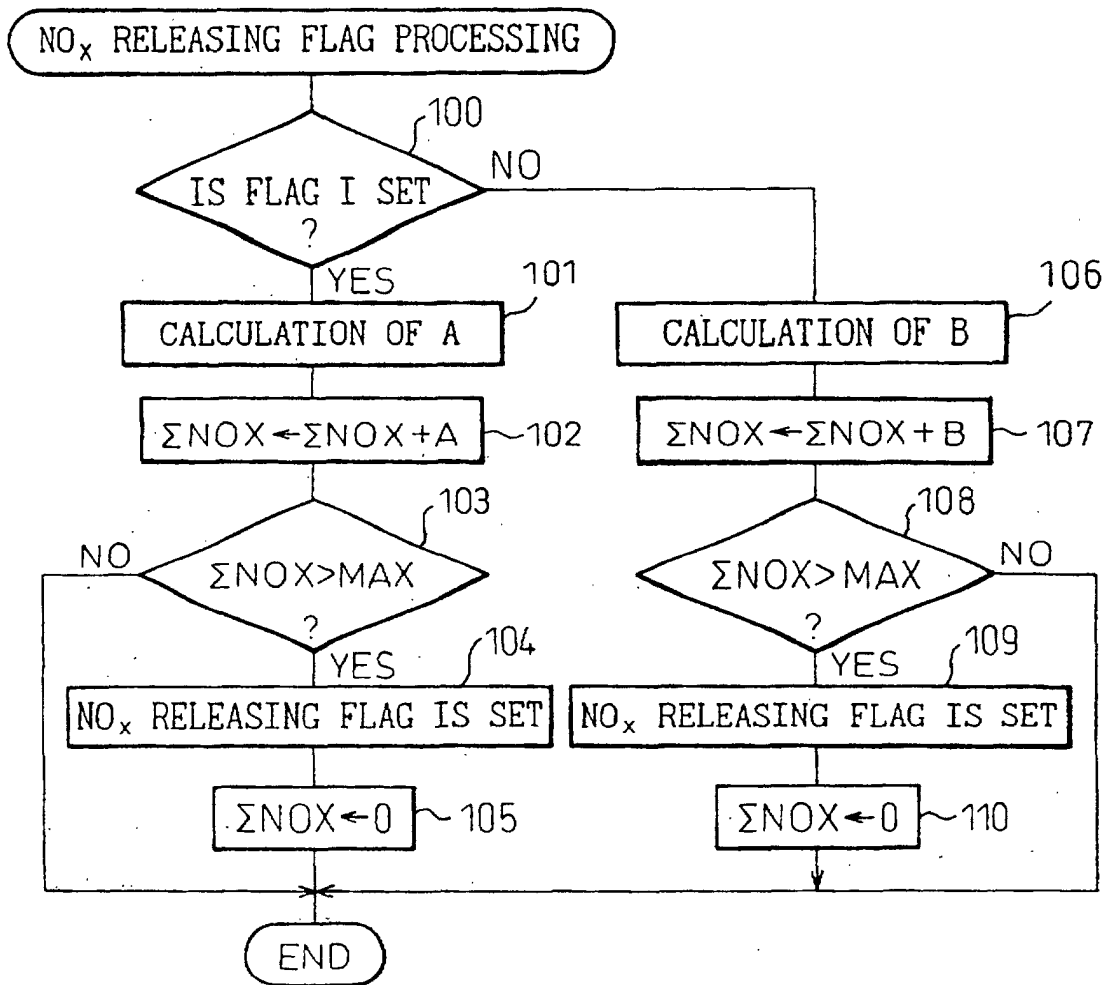 NOx RELEASING FLAG PROCESSING
100
IS FLAG I SET
?
NO
YES
101
CALCULATION OF A
106
CALCULATION OF B
ΣNOX←ΣNOX+A
102
ΣNOX←ΣNOX+B
107
103
NO
ΣNOX>MAX
?
YES
108
ΣNOX>MAX
?
NO
YES
104
NOx RELEASING FLAG IS SET
109
NOx RELEASING FLAG IS SET
ΣNOX←0
105
ΣNOX←0
110
END